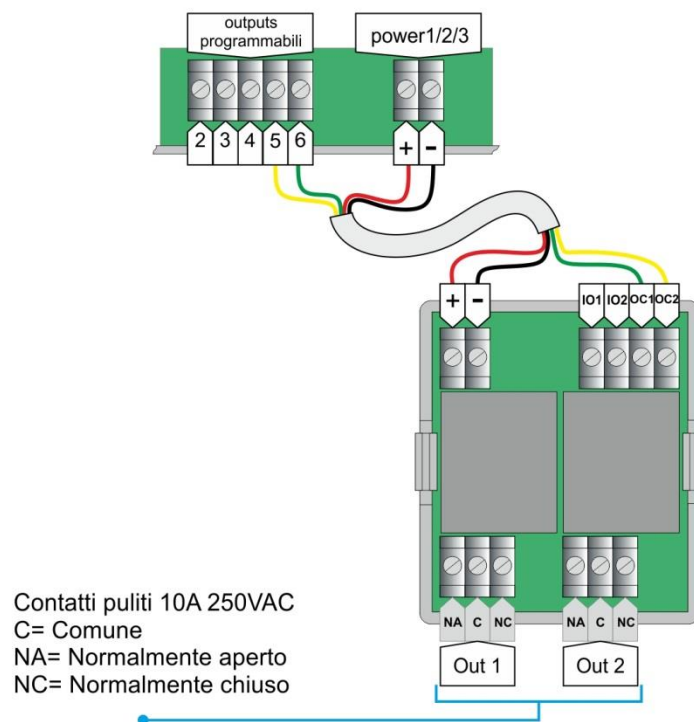 outputs
programmabili
power1/2/3
2 3 4 5 6
+ -
+ -
IO1 IO2 OC1 OC2
NA C NC
NA C NC
Out 1
Out 2
Contatti puliti 10A 250VAC
C= Comune
NA= Normalmente aperto
NC= Normalmente chiuso